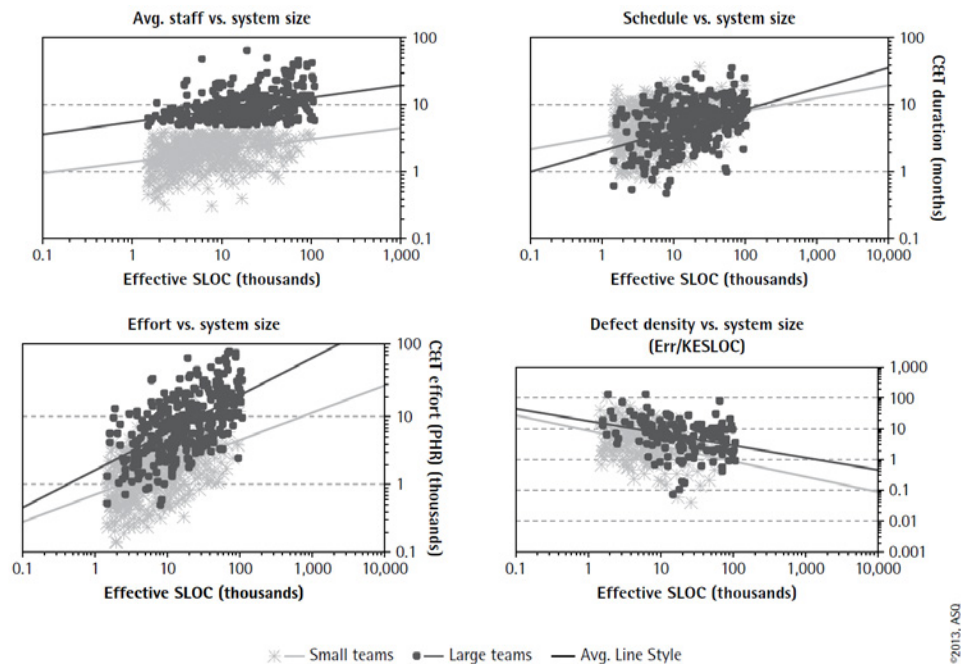 Avg. staff vs. system size
100
10
1
0.1
0.1 1 10 100 1,000
Effective SLOC (thousands)
Schedule vs. system size
100
10
1
0.1
C&T duration (months)
0.1 1 10 100 1,000 10,000
Effective SLOC (thousands)
Effort vs. system size
100
10
1
0.1
C&T effort (PHR) (thousands)
0.1 1 10 100 1,000 10,000
Effective SLOC (thousands)
Defect density vs. system size
(Err/KESLOC)
1,000
100
10
1
0.1
0.01
0.001
0.1 1 10 100 1,000 10,000
Effective SLOC (thousands)
Small teams Large teams Avg. Line Style
©2013, ASQ